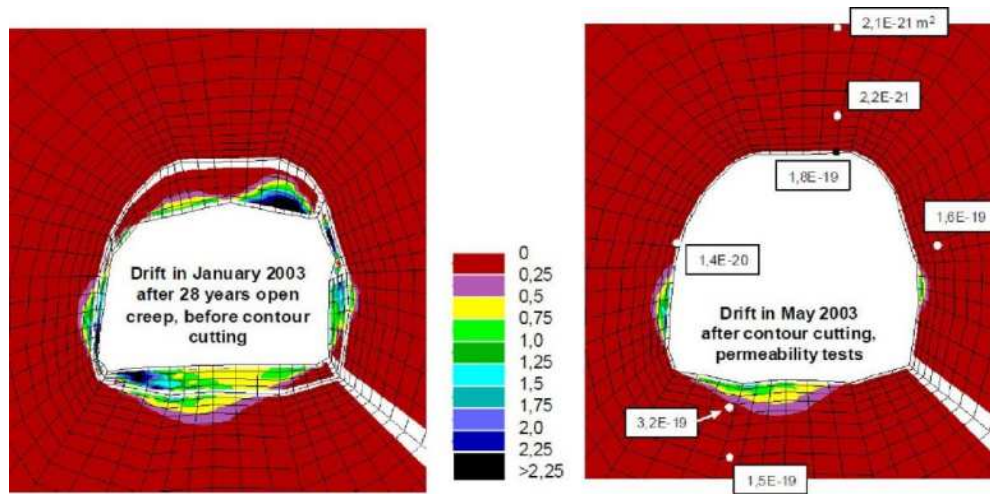 2,1E-21 m²
2,2E-21
1,8E-19
1,6E-19
Drift in January 2003
after 28 years open
creep, before contour
cutting
0
0,25
0,5
0,75
1,0
1,25
1,5
1,75
2,0
2,25
>2,25
1,4E-20
Drift in May 2003
after contour cutting,
permeability tests
3,2E-19
1,5E-19